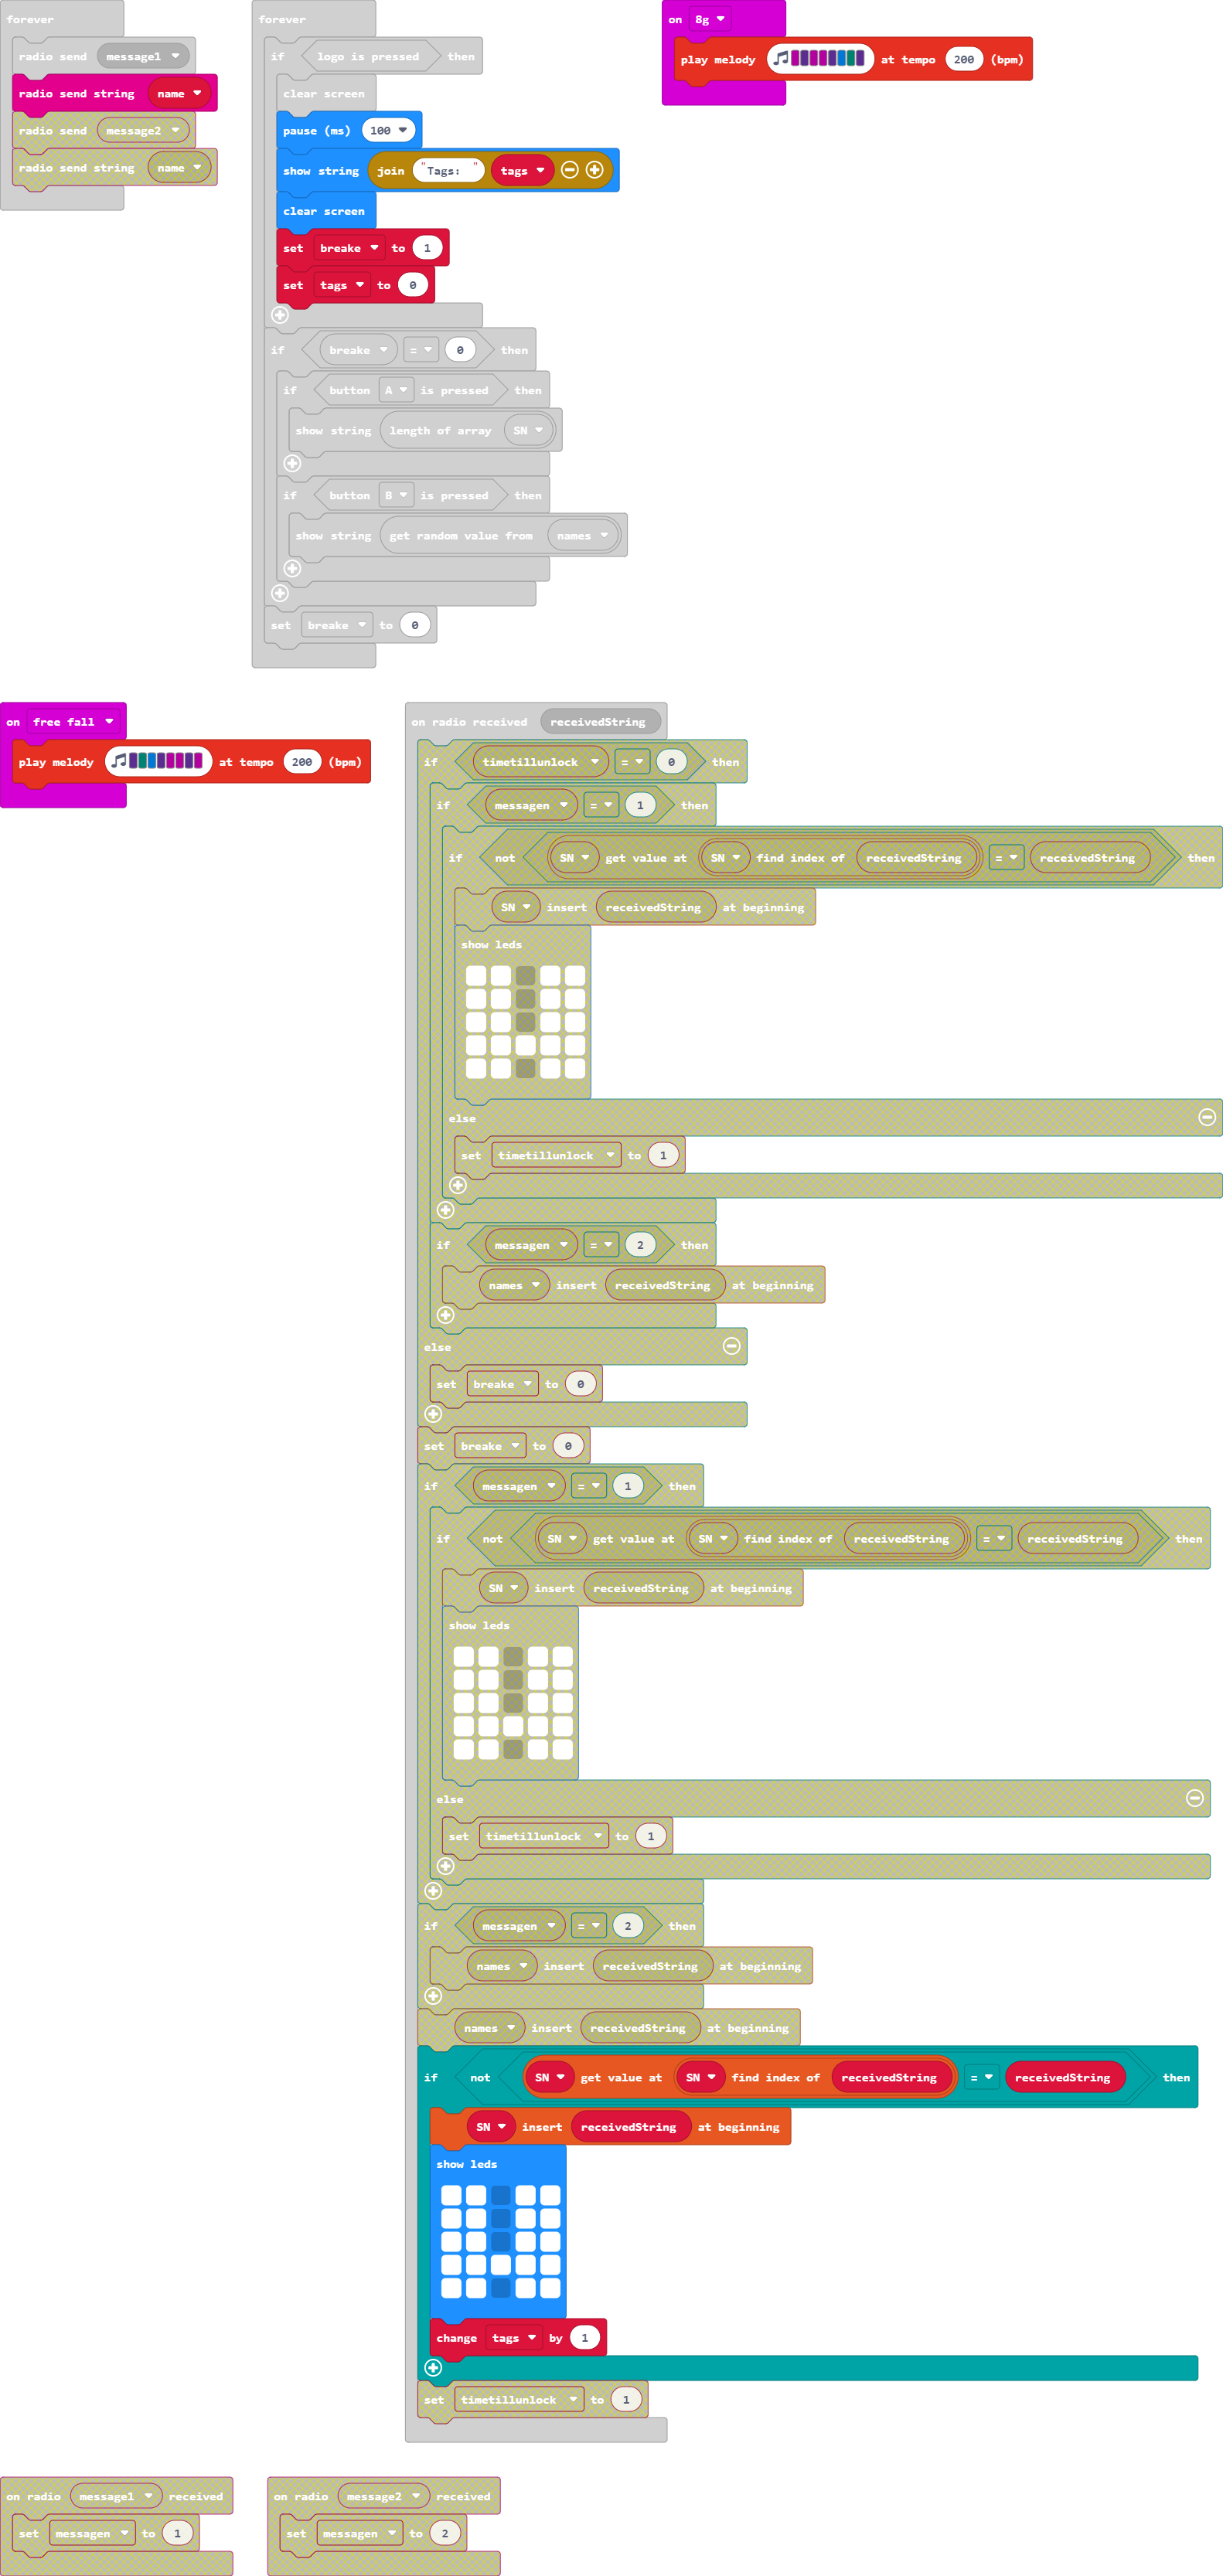 forever
radio send message1
radio send string name
radio send message2
radio send string name
forever
if logo is pressed then
clear screen
pause (ms) 100
show string join "Tags: " tags
clear screen
set breake to 1
set tags to 0
if breake = 0 then
if button A is pressed then
show string length of array SN
if button B is pressed then
show string get random value from names
set breake to 0
on 8g
play melody at tempo 200 (bpm)
on free fall
play melody at tempo 200 (bpm)
on radio received receivedString
if timetillunlock = 0 then
if messagen = 1 then
if not SN get value at SN find index of receivedString = receivedString then
SN insert receivedString at beginning
show leds
else
set timetillunlock to 1
if messagen = 2 then
names insert receivedString at beginning
else
set breake to 0
set breake to 0
if messagen = 1 then
if not SN get value at SN find index of receivedString = receivedString then
SN insert receivedString at beginning
show leds
else
set timetillunlock to 1
if messagen = 2 then
names insert receivedString at beginning
names insert receivedString at beginning
if not SN get value at SN find index of receivedString = receivedString then
SN insert receivedString at beginning
show leds
change tags by 1
set timetillunlock to 1
on radio message1 received
set messagen to 1
on radio message2 received
set messagen to 2